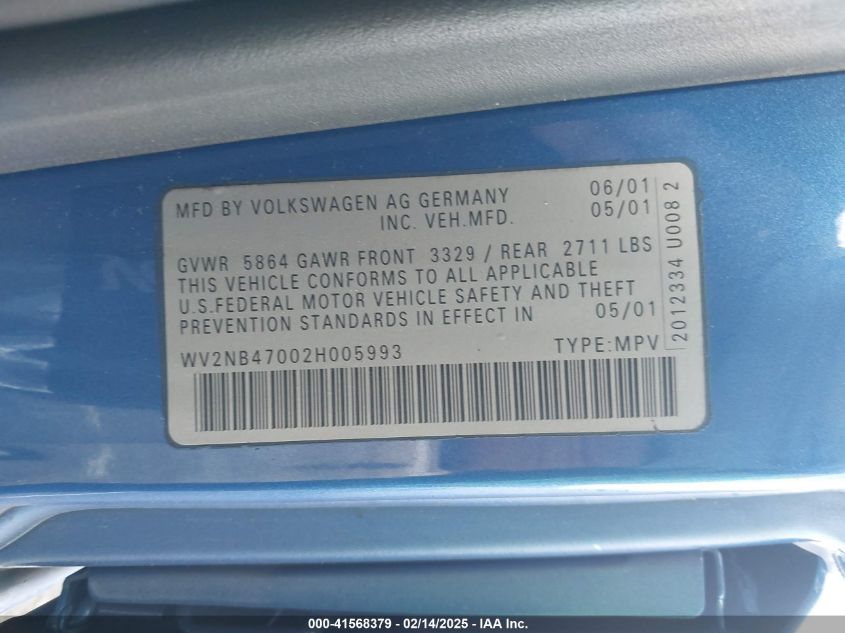 MFD BY VOLKSWAGEN AG GERMANY 06/01
INC. VEH.MFD. 05/01
GVWR 5864 GAWR FRONT 3329 / REAR 2711 LBS
THIS VEHICLE CONFORMS TO ALL APPLICABLE
U.S.FEDERAL MOTOR VEHICLE SAFETY AND THEFT
PREVENTION STANDARDS IN EFFECT IN 05/01
WV2NB47002H005993 TYPE:MPV
2012334 U008 2
000-41568379 - 02/14/2025 - IAA Inc.